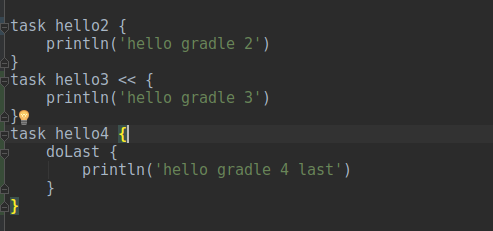 task hello2 {
    println('hello gradle 2')
}
task hello3 << {
    println('hello gradle 3')
}
task hello4 {
    doLast {
        println('hello gradle 4 last')
    }
}